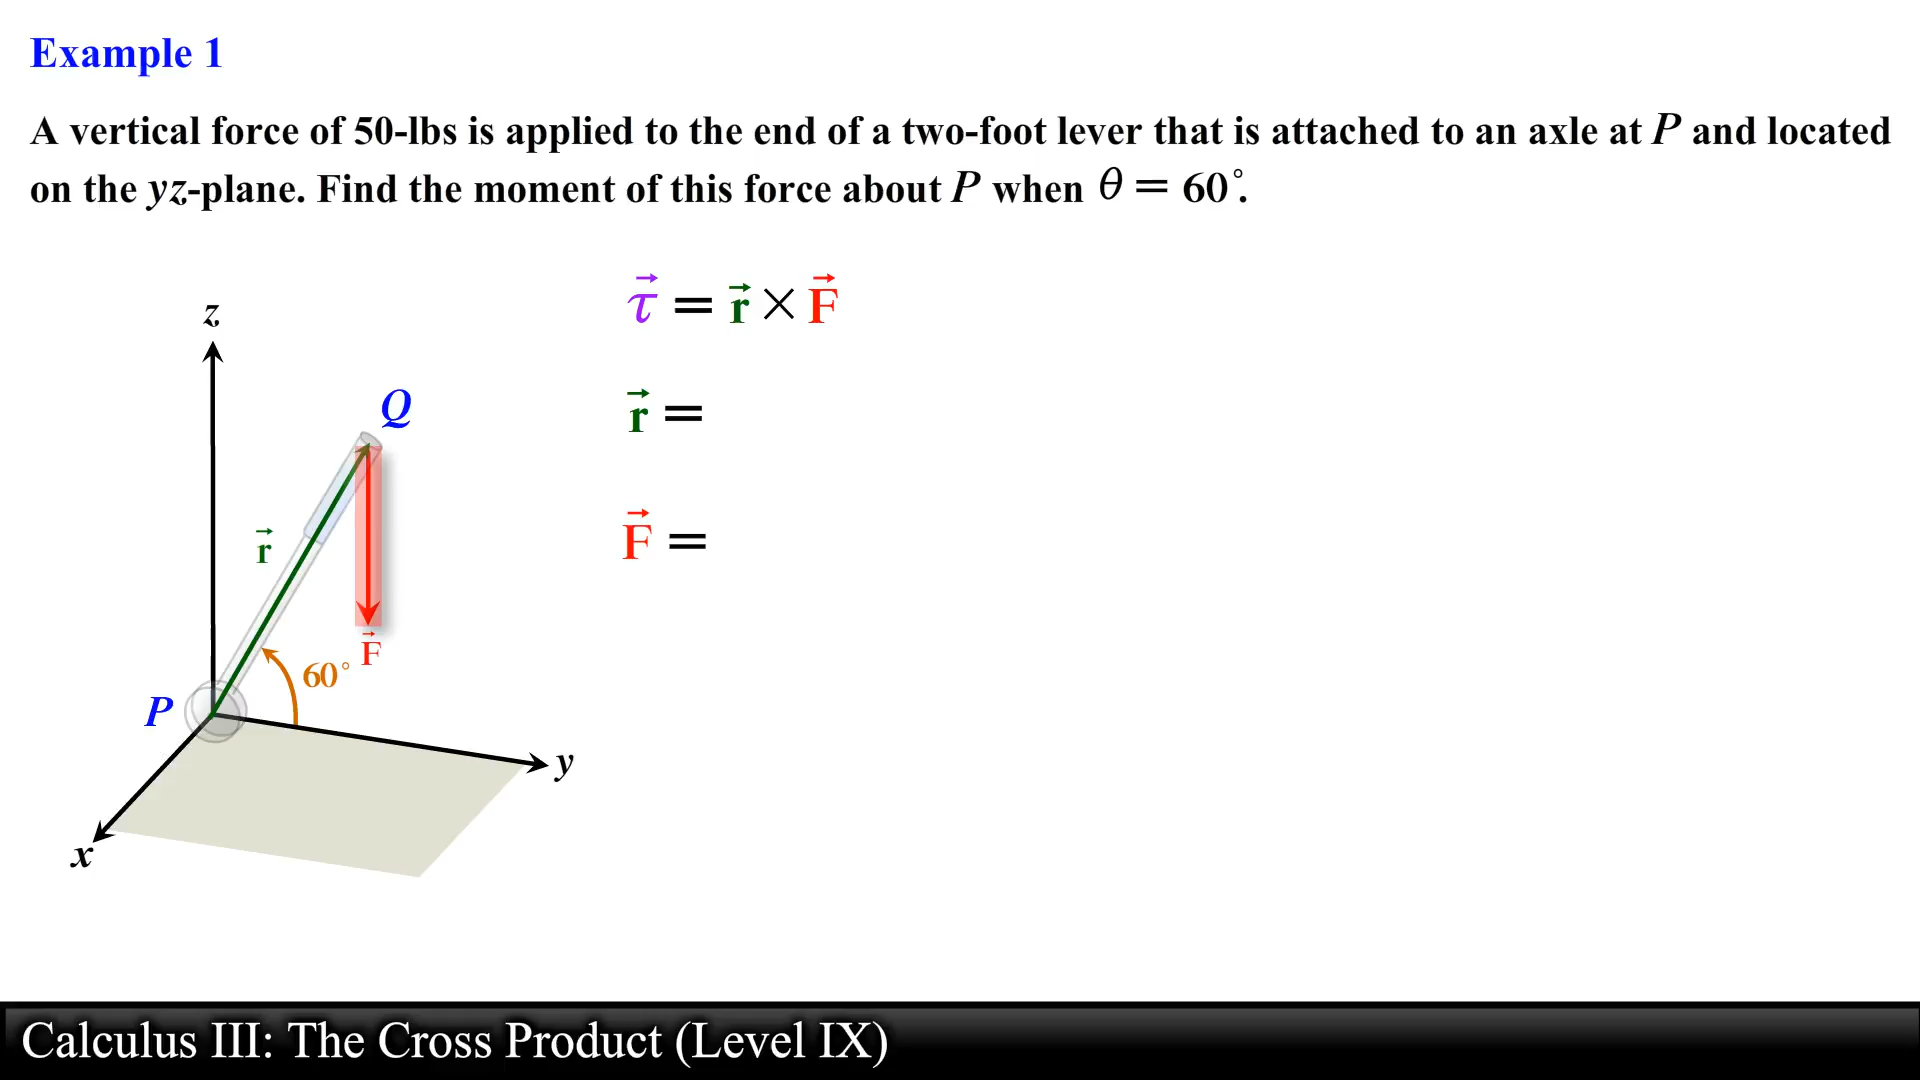 Example 1
A vertical force of 50-lbs is applied to the end of a two-foot lever that is attached to an axle at P and located
on the yz-plane. Find the moment of this force about P when θ = 60°.
τ⃗ = r⃗ × F⃗
z
Q
r⃗ =
r⃗
F⃗ =
F⃗
60°
P
y
x
Calculus III: The Cross Product (Level IX)